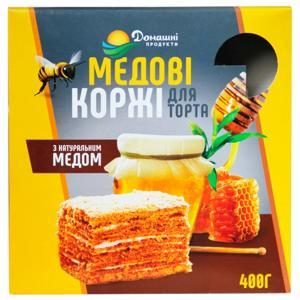 Домашні
ПРОДУКТИ
МЕДОВІ
КОРЖІ
ДЛЯ
ТОРТА
З НАТУРАЛЬНИМ
МЕДОМ
400Г